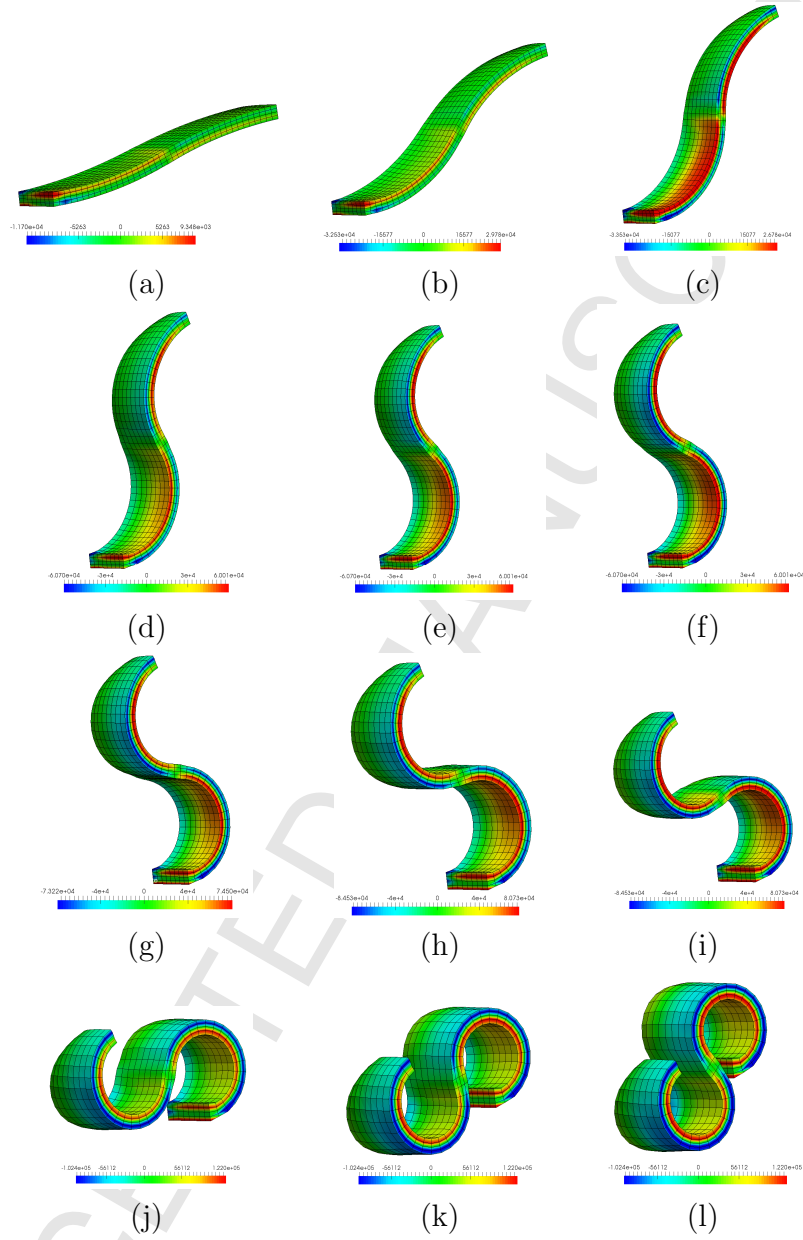 -1.170e+04 -5263 0 5263 9.348e+03
(a)
-3.253e+04 -15577 0 15577 2.978e+04
(b)
-3.353e+04 -15077 0 15077 2.678e+04
(c)
-6.070e+04 -3e+4 0 3e+4 6.001e+04
(d)
-6.070e+04 -3e+4 0 3e+4 6.001e+04
(e)
-6.070e+04 -3e+4 0 3e+4 6.001e+04
(f)
-7.322e+04 -4e+4 0 4e+4 7.450e+04
(g)
-8.453e+04 -4e+4 0 4e+4 8.073e+04
(h)
-8.453e+04 -4e+4 0 4e+4 8.073e+04
(i)
-1.024e+05 -56112 0 56112 1.220e+05
(j)
-1.024e+05 -56112 0 56112 1.220e+05
(k)
-1.024e+05 -56112 0 56112 1.220e+05
(l)